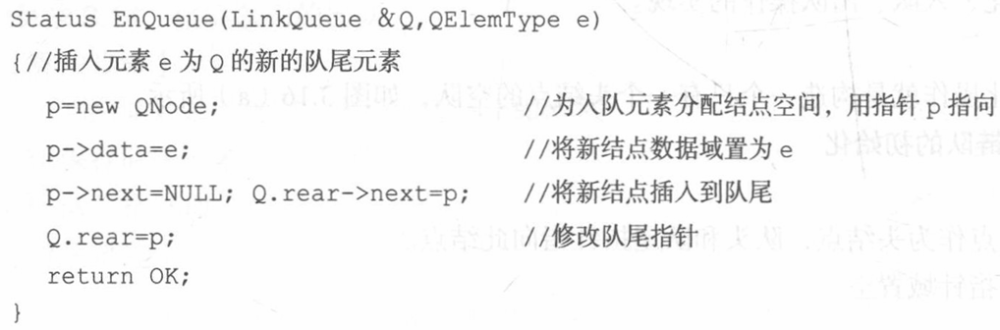 Status EnQueue(LinkQueue &Q,QElemType e)
{//插入元素 e 为 Q 的新的队尾元素
p=new QNode; //为入队元素分配结点空间，用指针 p 指向
p->data=e; //将新结点数据域置为 e
p->next=NULL; Q.rear->next=p; //将新结点插入到队尾
Q.rear=p; //修改队尾指针
return OK;
}